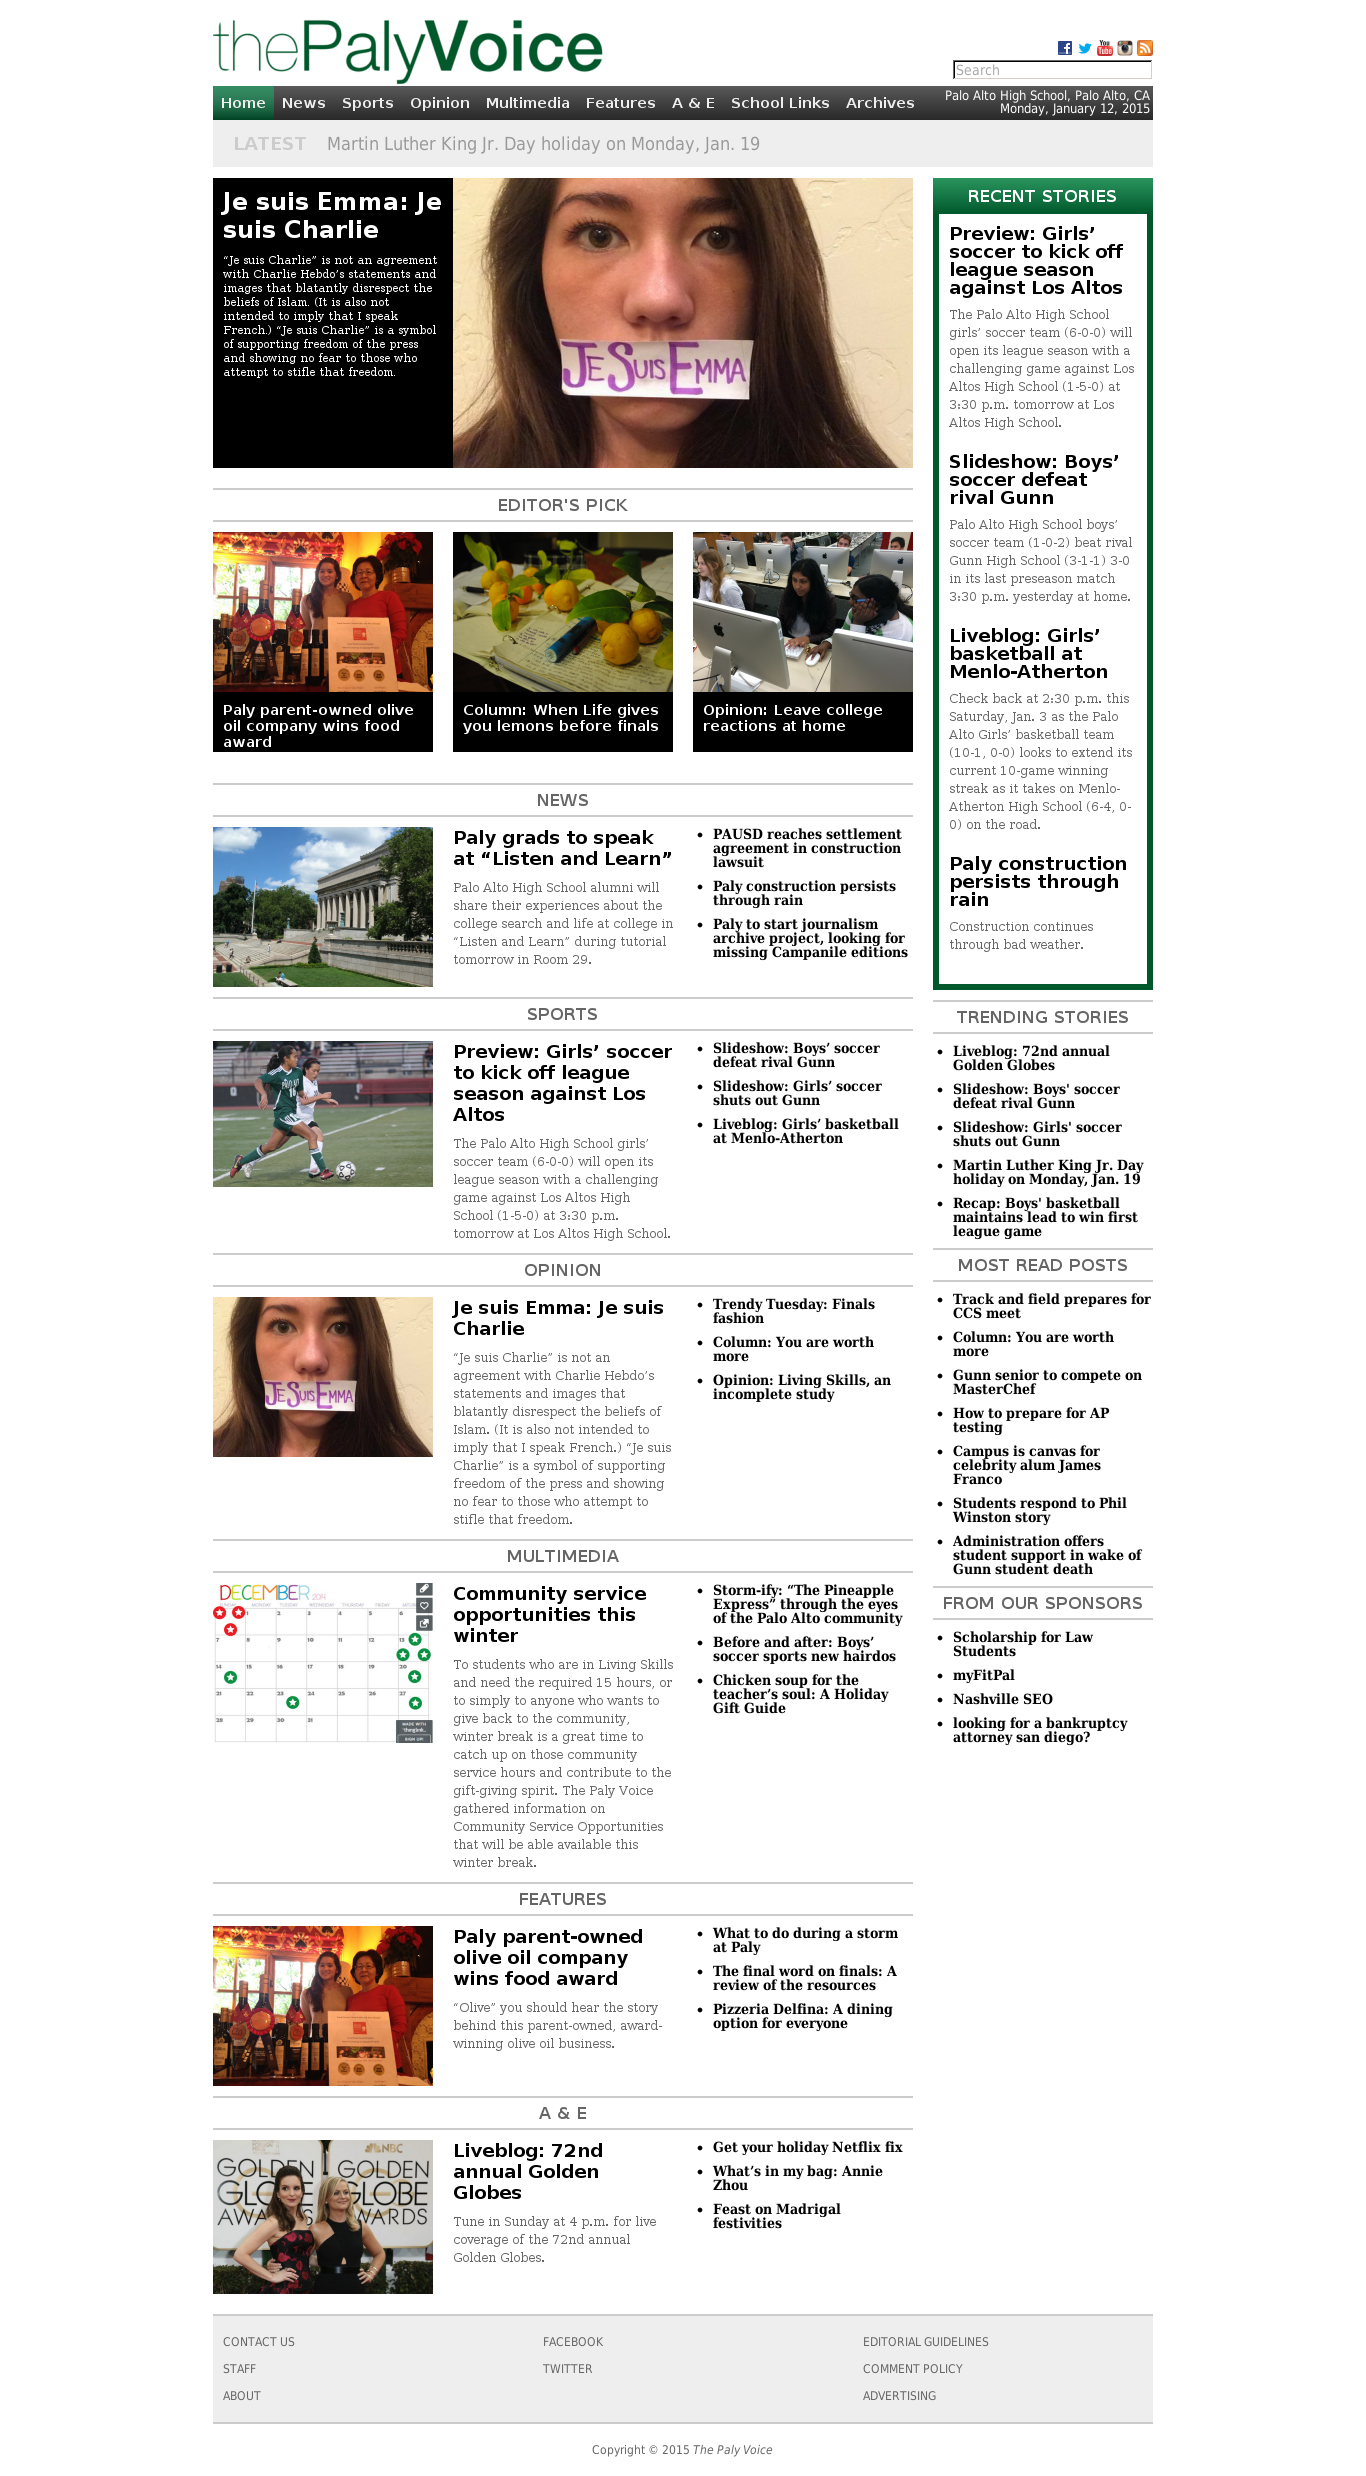 thePalyVoice
Search
Home News Sports Opinion Multimedia Features A & E School Links Archives
Palo Alto High School, Palo Alto, CA
Monday, January 12, 2015
LATEST Martin Luther King Jr. Day holiday on Monday, Jan. 19
Je suis Emma: Je
suis Charlie
“Je suis Charlie” is not an agreement
with Charlie Hebdo’s statements and
images that blatantly disrespect the
beliefs of Islam. (It is also not
intended to imply that I speak
French.) “Je suis Charlie” is a symbol
of supporting freedom of the press
and showing no fear to those who
attempt to stifle that freedom.
JE SUIS EMMA
EDITOR'S PICK
Paly parent-owned olive
oil company wins food
award
Column: When Life gives
you lemons before finals
Opinion: Leave college
reactions at home
NEWS
Paly grads to speak
at “Listen and Learn”
Palo Alto High School alumni will
share their experiences about the
college search and life at college in
“Listen and Learn” during tutorial
tomorrow in Room 29.
• PAUSD reaches settlement
agreement in construction
lawsuit
• Paly construction persists
through rain
• Paly to start journalism
archive project, looking for
missing Campanile editions
SPORTS
Preview: Girls’ soccer
to kick off league
season against Los
Altos
The Palo Alto High School girls’
soccer team (6-0-0) will open its
league season with a challenging
game against Los Altos High
School (1-5-0) at 3:30 p.m.
tomorrow at Los Altos High School.
• Slideshow: Boys’ soccer
defeat rival Gunn
• Slideshow: Girls’ soccer
shuts out Gunn
• Liveblog: Girls’ basketball
at Menlo-Atherton
OPINION
JE SUIS EMMA
Je suis Emma: Je suis
Charlie
“Je suis Charlie” is not an
agreement with Charlie Hebdo’s
statements and images that
blatantly disrespect the beliefs of
Islam. (It is also not intended to
imply that I speak French.) “Je suis
Charlie” is a symbol of supporting
freedom of the press and showing
no fear to those who attempt to
stifle that freedom.
• Trendy Tuesday: Finals
fashion
• Column: You are worth
more
• Opinion: Living Skills, an
incomplete study
MULTIMEDIA
DECEMBER 2014
Community service
opportunities this
winter
To students who are in Living Skills
and need the required 15 hours, or
to simply to anyone who wants to
give back to the community,
winter break is a great time to
catch up on those community
service hours and contribute to the
gift-giving spirit. The Paly Voice
gathered information on
Community Service Opportunities
that will be able available this
winter break.
• Storm-ify: “The Pineapple
Express” through the eyes
of the Palo Alto community
• Before and after: Boys’
soccer sports new hairdos
• Chicken soup for the
teacher’s soul: A Holiday
Gift Guide
FEATURES
Paly parent-owned
olive oil company
wins food award
“Olive” you should hear the story
behind this parent-owned, award-
winning olive oil business.
• What to do during a storm
at Paly
• The final word on finals: A
review of the resources
• Pizzeria Delfina: A dining
option for everyone
A & E
NBC
GOLDEN GLOBE AWARDS
GOLDEN GLOBE AWARDS
Liveblog: 72nd
annual Golden
Globes
Tune in Sunday at 4 p.m. for live
coverage of the 72nd annual
Golden Globes.
• Get your holiday Netflix fix
• What’s in my bag: Annie
Zhou
• Feast on Madrigal
festivities
RECENT STORIES
Preview: Girls’
soccer to kick off
league season
against Los Altos
The Palo Alto High School
girls’ soccer team (6-0-0) will
open its league season with a
challenging game against Los
Altos High School (1-5-0) at
3:30 p.m. tomorrow at Los
Altos High School.
Slideshow: Boys’
soccer defeat
rival Gunn
Palo Alto High School boys’
soccer team (1-0-2) beat rival
Gunn High School (3-1-1) 3-0
in its last preseason match
3:30 p.m. yesterday at home.
Liveblog: Girls’
basketball at
Menlo-Atherton
Check back at 2:30 p.m. this
Saturday, Jan. 3 as the Palo
Alto Girls’ basketball team
(10-1, 0-0) looks to extend its
current 10-game winning
streak as it takes on Menlo-
Atherton High School (6-4, 0-
0) on the road.
Paly construction
persists through
rain
Construction continues
through bad weather.
TRENDING STORIES
• Liveblog: 72nd annual
Golden Globes
• Slideshow: Boys' soccer
defeat rival Gunn
• Slideshow: Girls' soccer
shuts out Gunn
• Martin Luther King Jr. Day
holiday on Monday, Jan. 19
• Recap: Boys' basketball
maintains lead to win first
league game
MOST READ POSTS
• Track and field prepares for
CCS meet
• Column: You are worth
more
• Gunn senior to compete on
MasterChef
• How to prepare for AP
testing
• Campus is canvas for
celebrity alum James
Franco
• Students respond to Phil
Winston story
• Administration offers
student support in wake of
Gunn student death
FROM OUR SPONSORS
• Scholarship for Law
Students
• myFitPal
• Nashville SEO
• looking for a bankruptcy
attorney san diego?
CONTACT US
STAFF
ABOUT
FACEBOOK
TWITTER
EDITORIAL GUIDELINES
COMMENT POLICY
ADVERTISING
Copyright © 2015 The Paly Voice